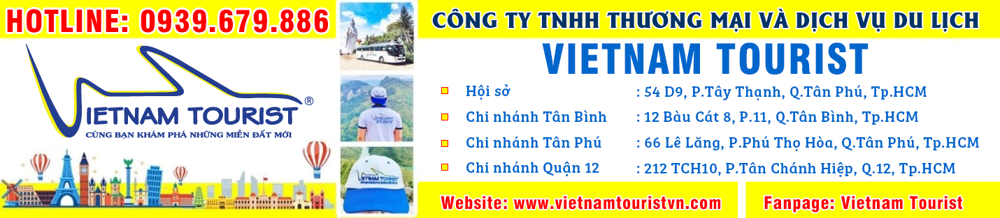 HOTLINE: 0939.679.886
VIETNAM TOURIST®
CÙNG BẠN KHÁM PHÁ NHỮNG MIỀN ĐẤT MỚI
VIETNAM TOURIST
CÔNG TY TNHH THƯƠNG MẠI VÀ DỊCH VỤ DU LỊCH
VIETNAM TOURIST
Hội sở : 54 D9, P.Tây Thạnh, Q.Tân Phú, Tp.HCM
Chi nhánh Tân Bình : 12 Bàu Cát 8, P.11, Q.Tân Bình, Tp.HCM
Chi nhánh Tân Phú : 66 Lê Lăng, P.Phú Thọ Hòa, Q.Tân Phú, Tp.HCM
Chi nhánh Quận 12 : 212 TCH10, P.Tân Chánh Hiệp, Q.12, Tp.HCM
Website: www.vietnamtouristvn.com
Fanpage: Vietnam Tourist